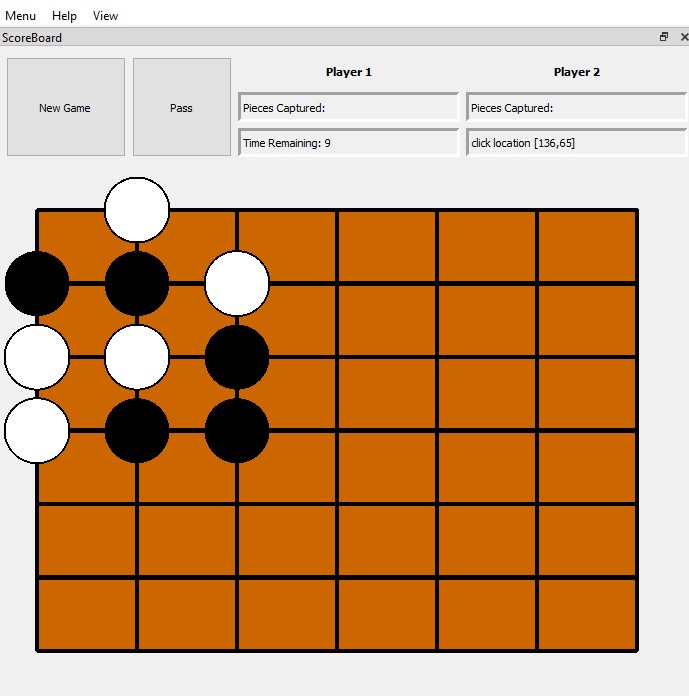 Menu Help View
ScoreBoard
Player 1 Player 2
New Game Pass Pieces Captured: Pieces Captured:
Time Remaining: 9 click location [136,65]